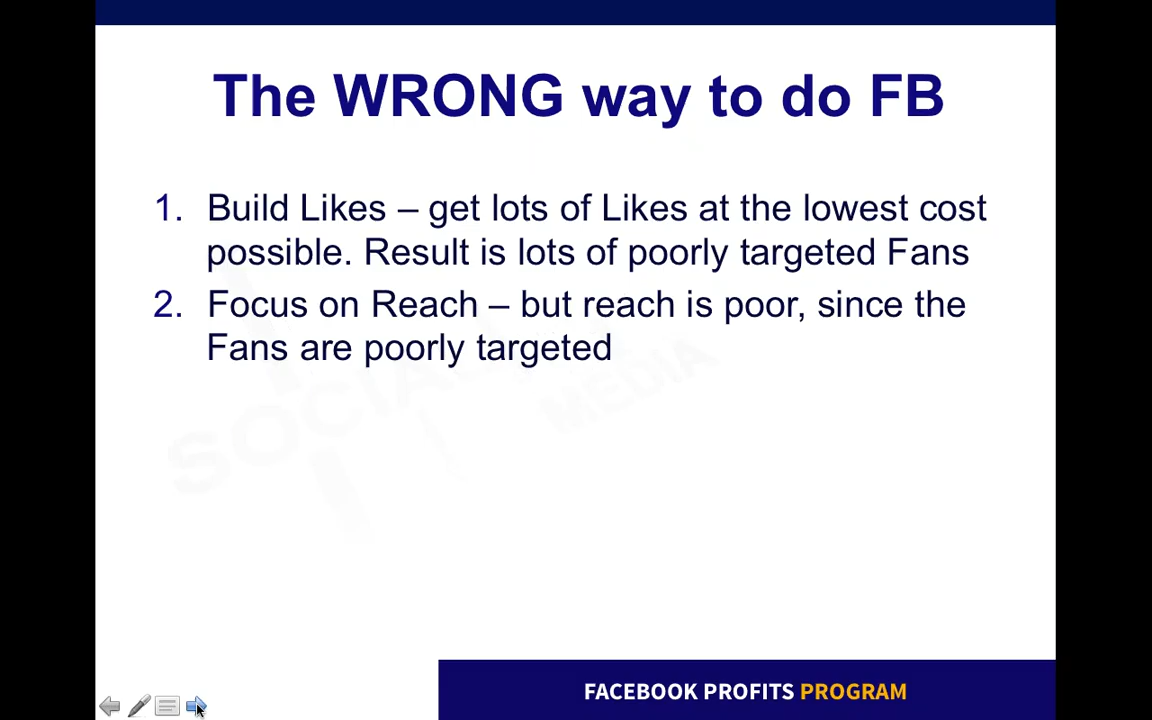 The WRONG way to do FB
1. Build Likes – get lots of Likes at the lowest cost
possible. Result is lots of poorly targeted Fans
2. Focus on Reach – but reach is poor, since the
Fans are poorly targeted
SOCIAL
MEDIA
FACEBOOK PROFITS PROGRAM